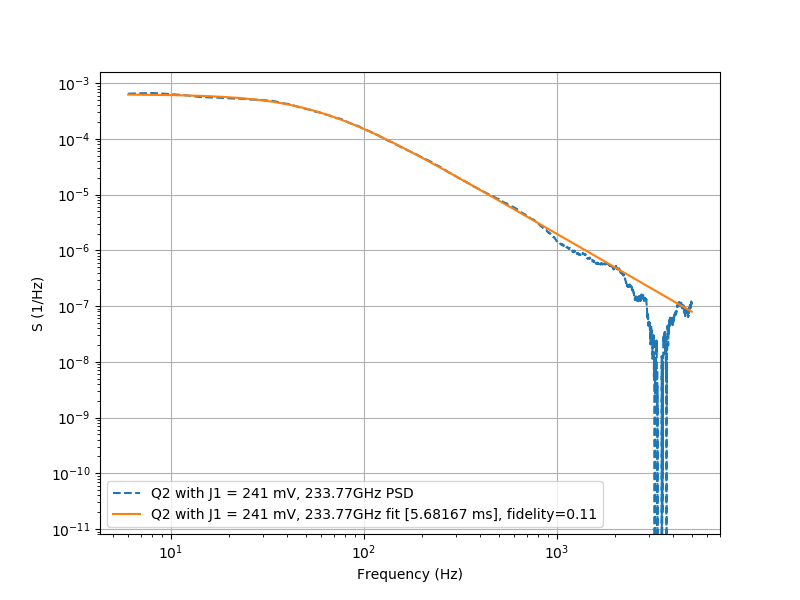 10⁻³
10⁻⁴
10⁻⁵
10⁻⁶
10⁻⁷
10⁻⁸
10⁻⁹
10⁻¹⁰
10⁻¹¹
S (1/Hz)
Q2 with J1 = 241 mV, 233.77GHz PSD
Q2 with J1 = 241 mV, 233.77GHz fit [5.68167 ms], fidelity=0.11
10¹ 10² 10³
Frequency (Hz)